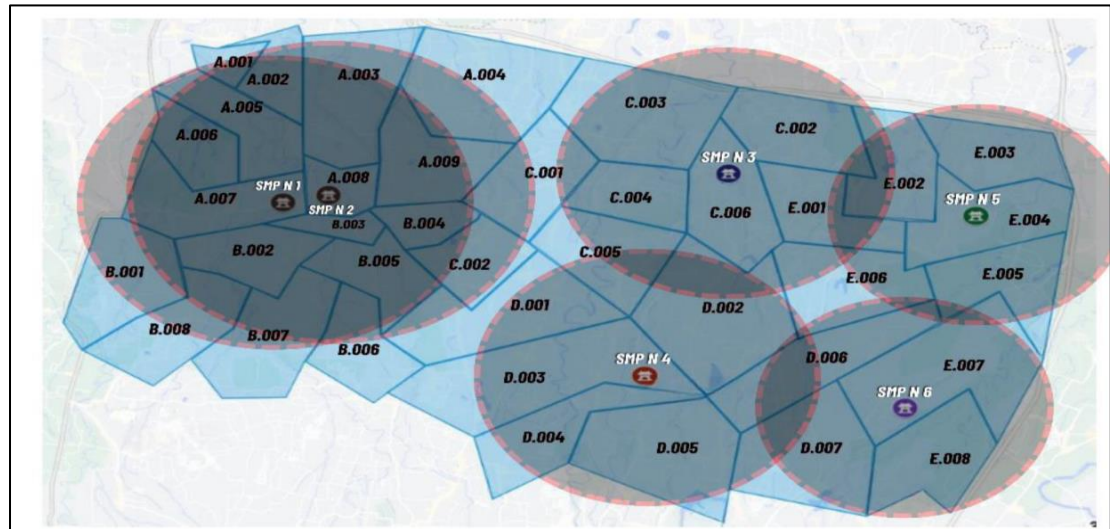 A.001
A.002
A.003
A.004
A.005
C.003
C.002
A.006
E.003
A.009
A.008
SMP N 3
C.001
E.002
A.007
SMP N 1
SMP N 2
C.004
C.006
E.001
SMP N 5
E.004
B.003
B.004
B.002
B.005
C.005
C.002
B.001
E.006
E.005
D.001
D.002
B.008
B.007
B.006
SMP N 4
D.006
E.007
D.003
SMP N 6
D.004
D.005
D.007
E.008